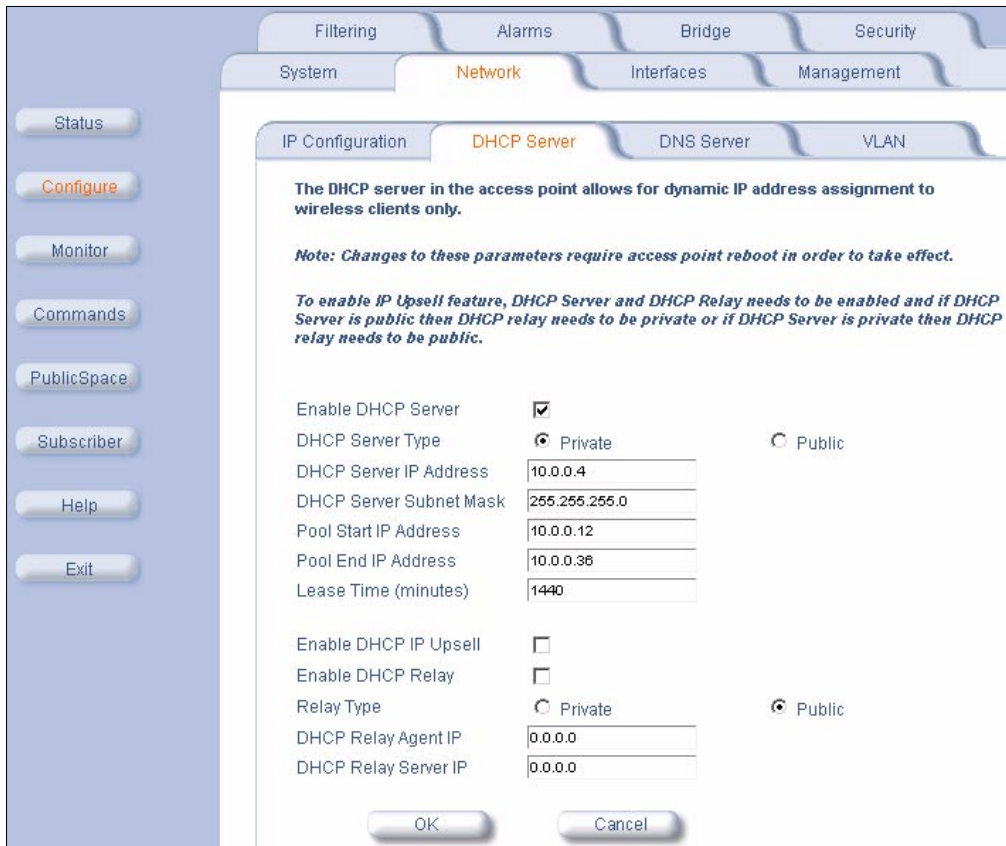 Filtering Alarms Bridge Security
System Network Interfaces Management
Status
Configure
Monitor
Commands
PublicSpace
Subscriber
Help
Exit
IP Configuration DHCP Server DNS Server VLAN
The DHCP server in the access point allows for dynamic IP address assignment to
wireless clients only.
Note: Changes to these parameters require access point reboot in order to take effect.
To enable IP Upsell feature, DHCP Server and DHCP Relay needs to be enabled and if DHCP
Server is public then DHCP relay needs to be private or if DHCP Server is private then DHCP
relay needs to be public.
Enable DHCP Server
DHCP Server Type Private Public
DHCP Server IP Address 10.0.0.4
DHCP Server Subnet Mask 255.255.255.0
Pool Start IP Address 10.0.0.12
Pool End IP Address 10.0.0.36
Lease Time (minutes) 1440
Enable DHCP IP Upsell
Enable DHCP Relay
Relay Type Private Public
DHCP Relay Agent IP 0.0.0.0
DHCP Relay Server IP 0.0.0.0
OK Cancel